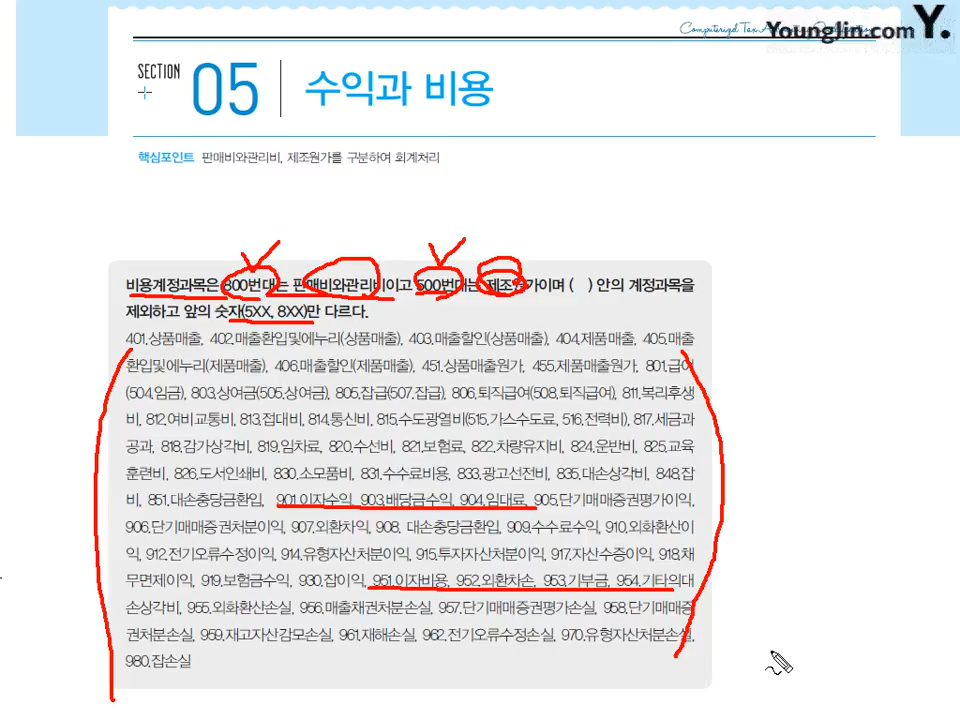 Younglin.com Y.
SECTION
05 수익과 비용
핵심포인트 판매비와관리비, 제조원가를 구분하여 회계처리
비용계정과목은 800번대는 판매비와관리비이고 500번대는 제조원가이며 ( ) 안의 계정과목을
제외하고 앞의 숫자(5XX, 8XX)만 다르다.
401.상품매출, 402.매출환입및에누리(상품매출), 403.매출할인(상품매출), 404.제품매출, 405.매출
환입및에누리(제품매출), 406.매출할인(제품매출), 451.상품매출원가, 455.제품매출원가, 801.급여
(504.임금), 803.상여금(505.상여금), 805.잡급(507.잡급), 806.퇴직급여(508.퇴직급여), 811.복리후생
비, 812.여비교통비, 813.접대비, 814.통신비, 815.수도광열비(515.가스수도료, 516.전력비), 817.세금과
공과, 818.감가상각비, 819.임차료, 820.수선비, 821.보험료, 822.차량유지비, 824.운반비, 825.교육
훈련비, 826.도서인쇄비, 830.소모품비, 831.수수료비용, 833.광고선전비, 835.대손상각비, 848.잡
비, 851.대손충당금환입, 901.이자수익, 903.배당금수익, 904.임대료, 905.단기매매증권평가이익,
906.단기매매증권처분이익, 907.외환차익, 908. 대손충당금환입, 909.수수료수익, 910.외화환산이
익, 912.전기오류수정이익, 914.유형자산처분이익, 915.투자자산처분이익, 917.자산수증이익, 918.채
무면제이익, 919.보험금수익, 930.잡이익, 951.이자비용, 952.외환차손, 953.기부금, 954.기타의대
손상각비, 955.외화환산손실, 956.매출채권처분손실, 957.단기매매증권평가손실, 958.단기매매증
권처분손실, 959.재고자산감모손실, 961.재해손실, 962.전기오류수정손실, 970.유형자산처분손실,
980.잡손실